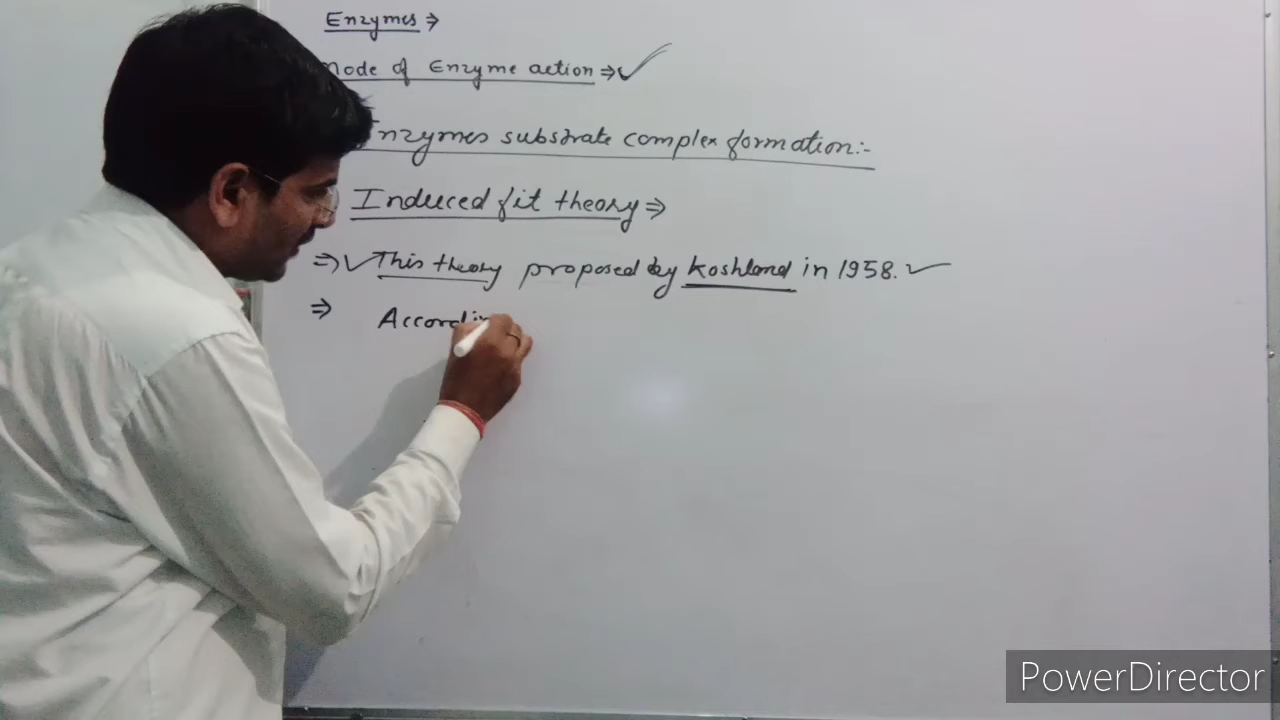 Enzymes ⇒
Mode of Enzyme action ⇒ ✓
Enzymes substrate complex formation:-
Induced fit theory ⇒
⇒ ✓ This theory proposed by Koshland in 1958. ✓
⇒ Accordin
PowerDirector